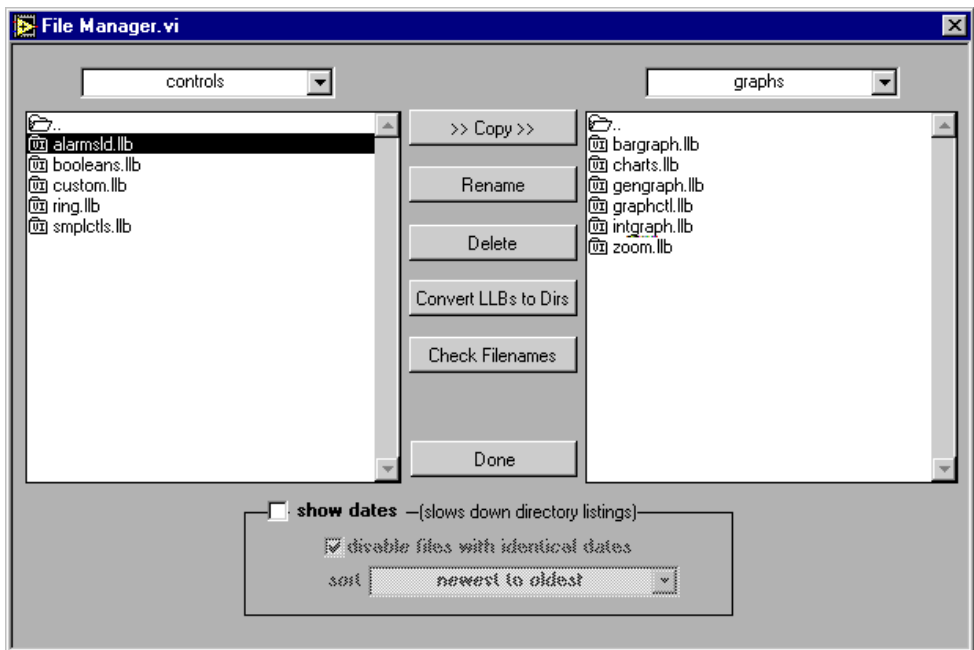 File Manager.vi
controls
graphs
..
alarmsld.llb
booleans.llb
custom.llb
ring.llb
smplctls.llb
>> Copy >>
Rename
Delete
Convert LLBs to Dirs
Check Filenames
Done
..
bargraph.llb
charts.llb
gengraph.llb
graphctl.llb
intgraph.llb
zoom.llb
show dates –(slows down directory listings)
disable files with identical dates
sort newest to oldest